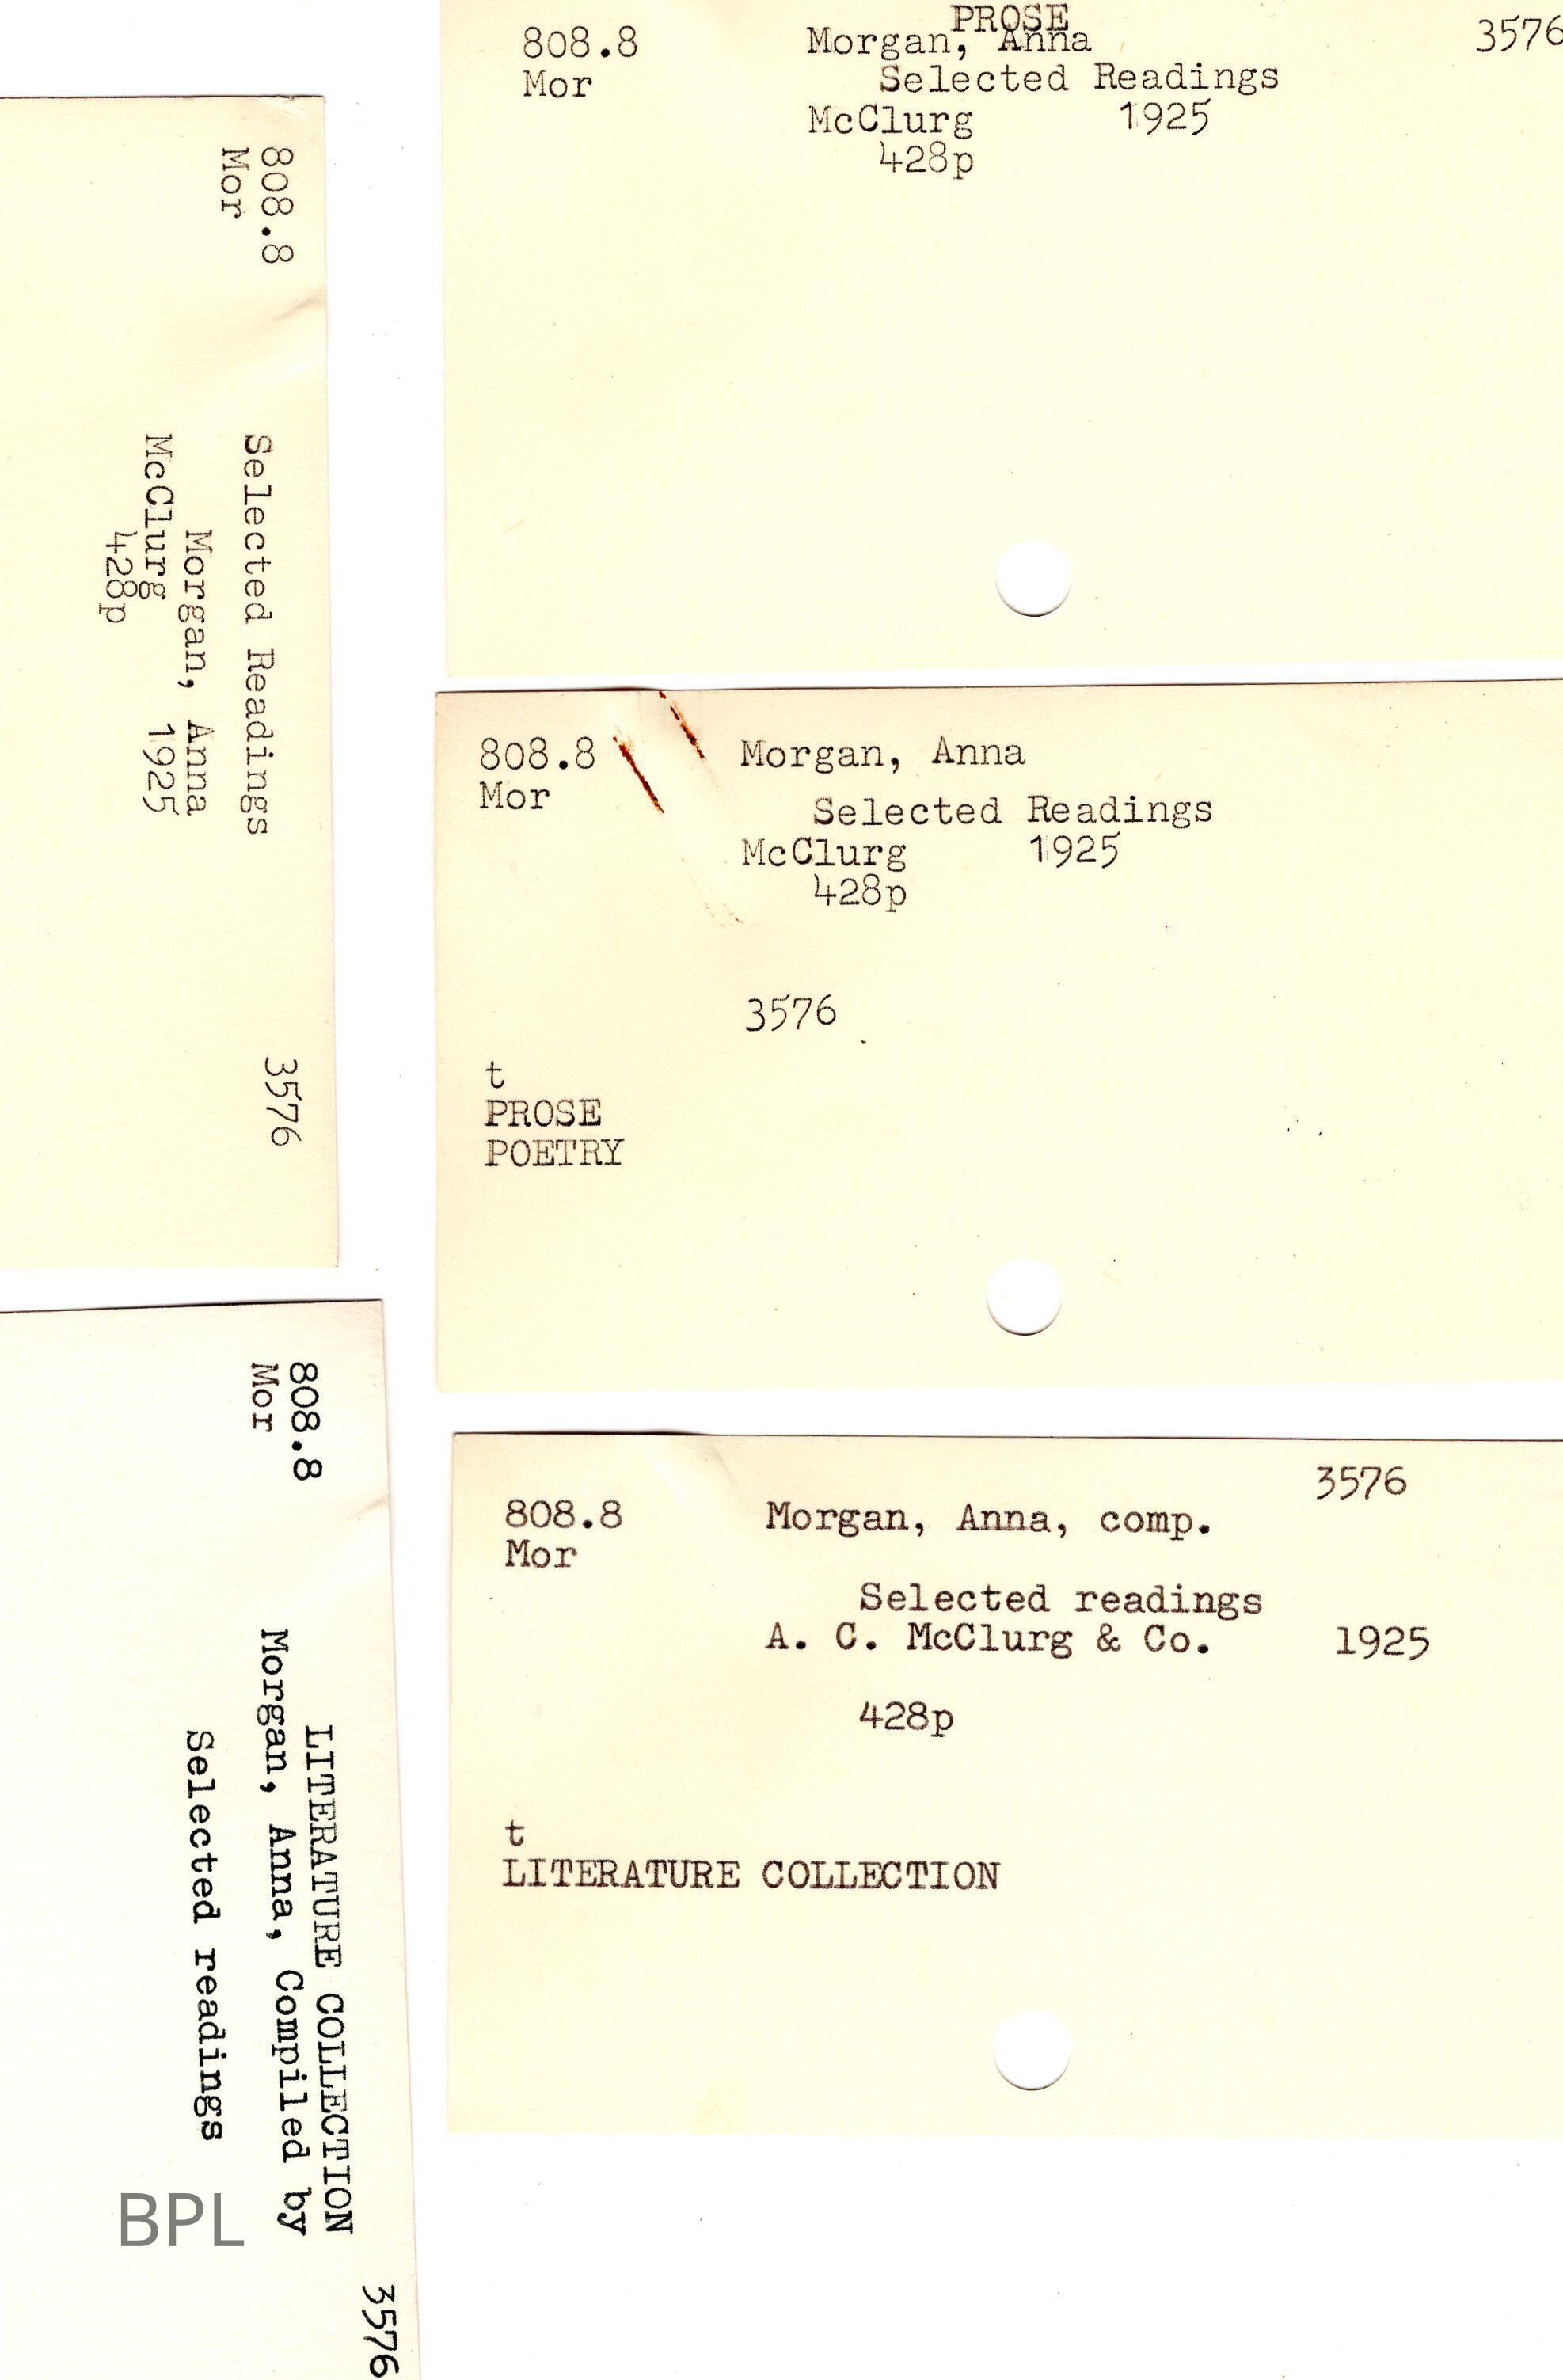 PROSE
808.8 Morgan, Anna 3576
Mor Selected Readings
McClurg 1925
428p
808.8 Selected Readings 3576
Mor Morgan, Anna
McClurg 1925
428p
808.8 Morgan, Anna
Mor Selected Readings
McClurg 1925
428p
3576
t
PROSE
POETRY
3576
LITERATURE COLLECTION
808.8 Morgan, Anna, Compiled by
Mor
Selected readings
3576
808.8 Morgan, Anna, comp.
Mor
Selected readings
A. C. McClurg & Co. 1925
428p
t
LITERATURE COLLECTION
BPL